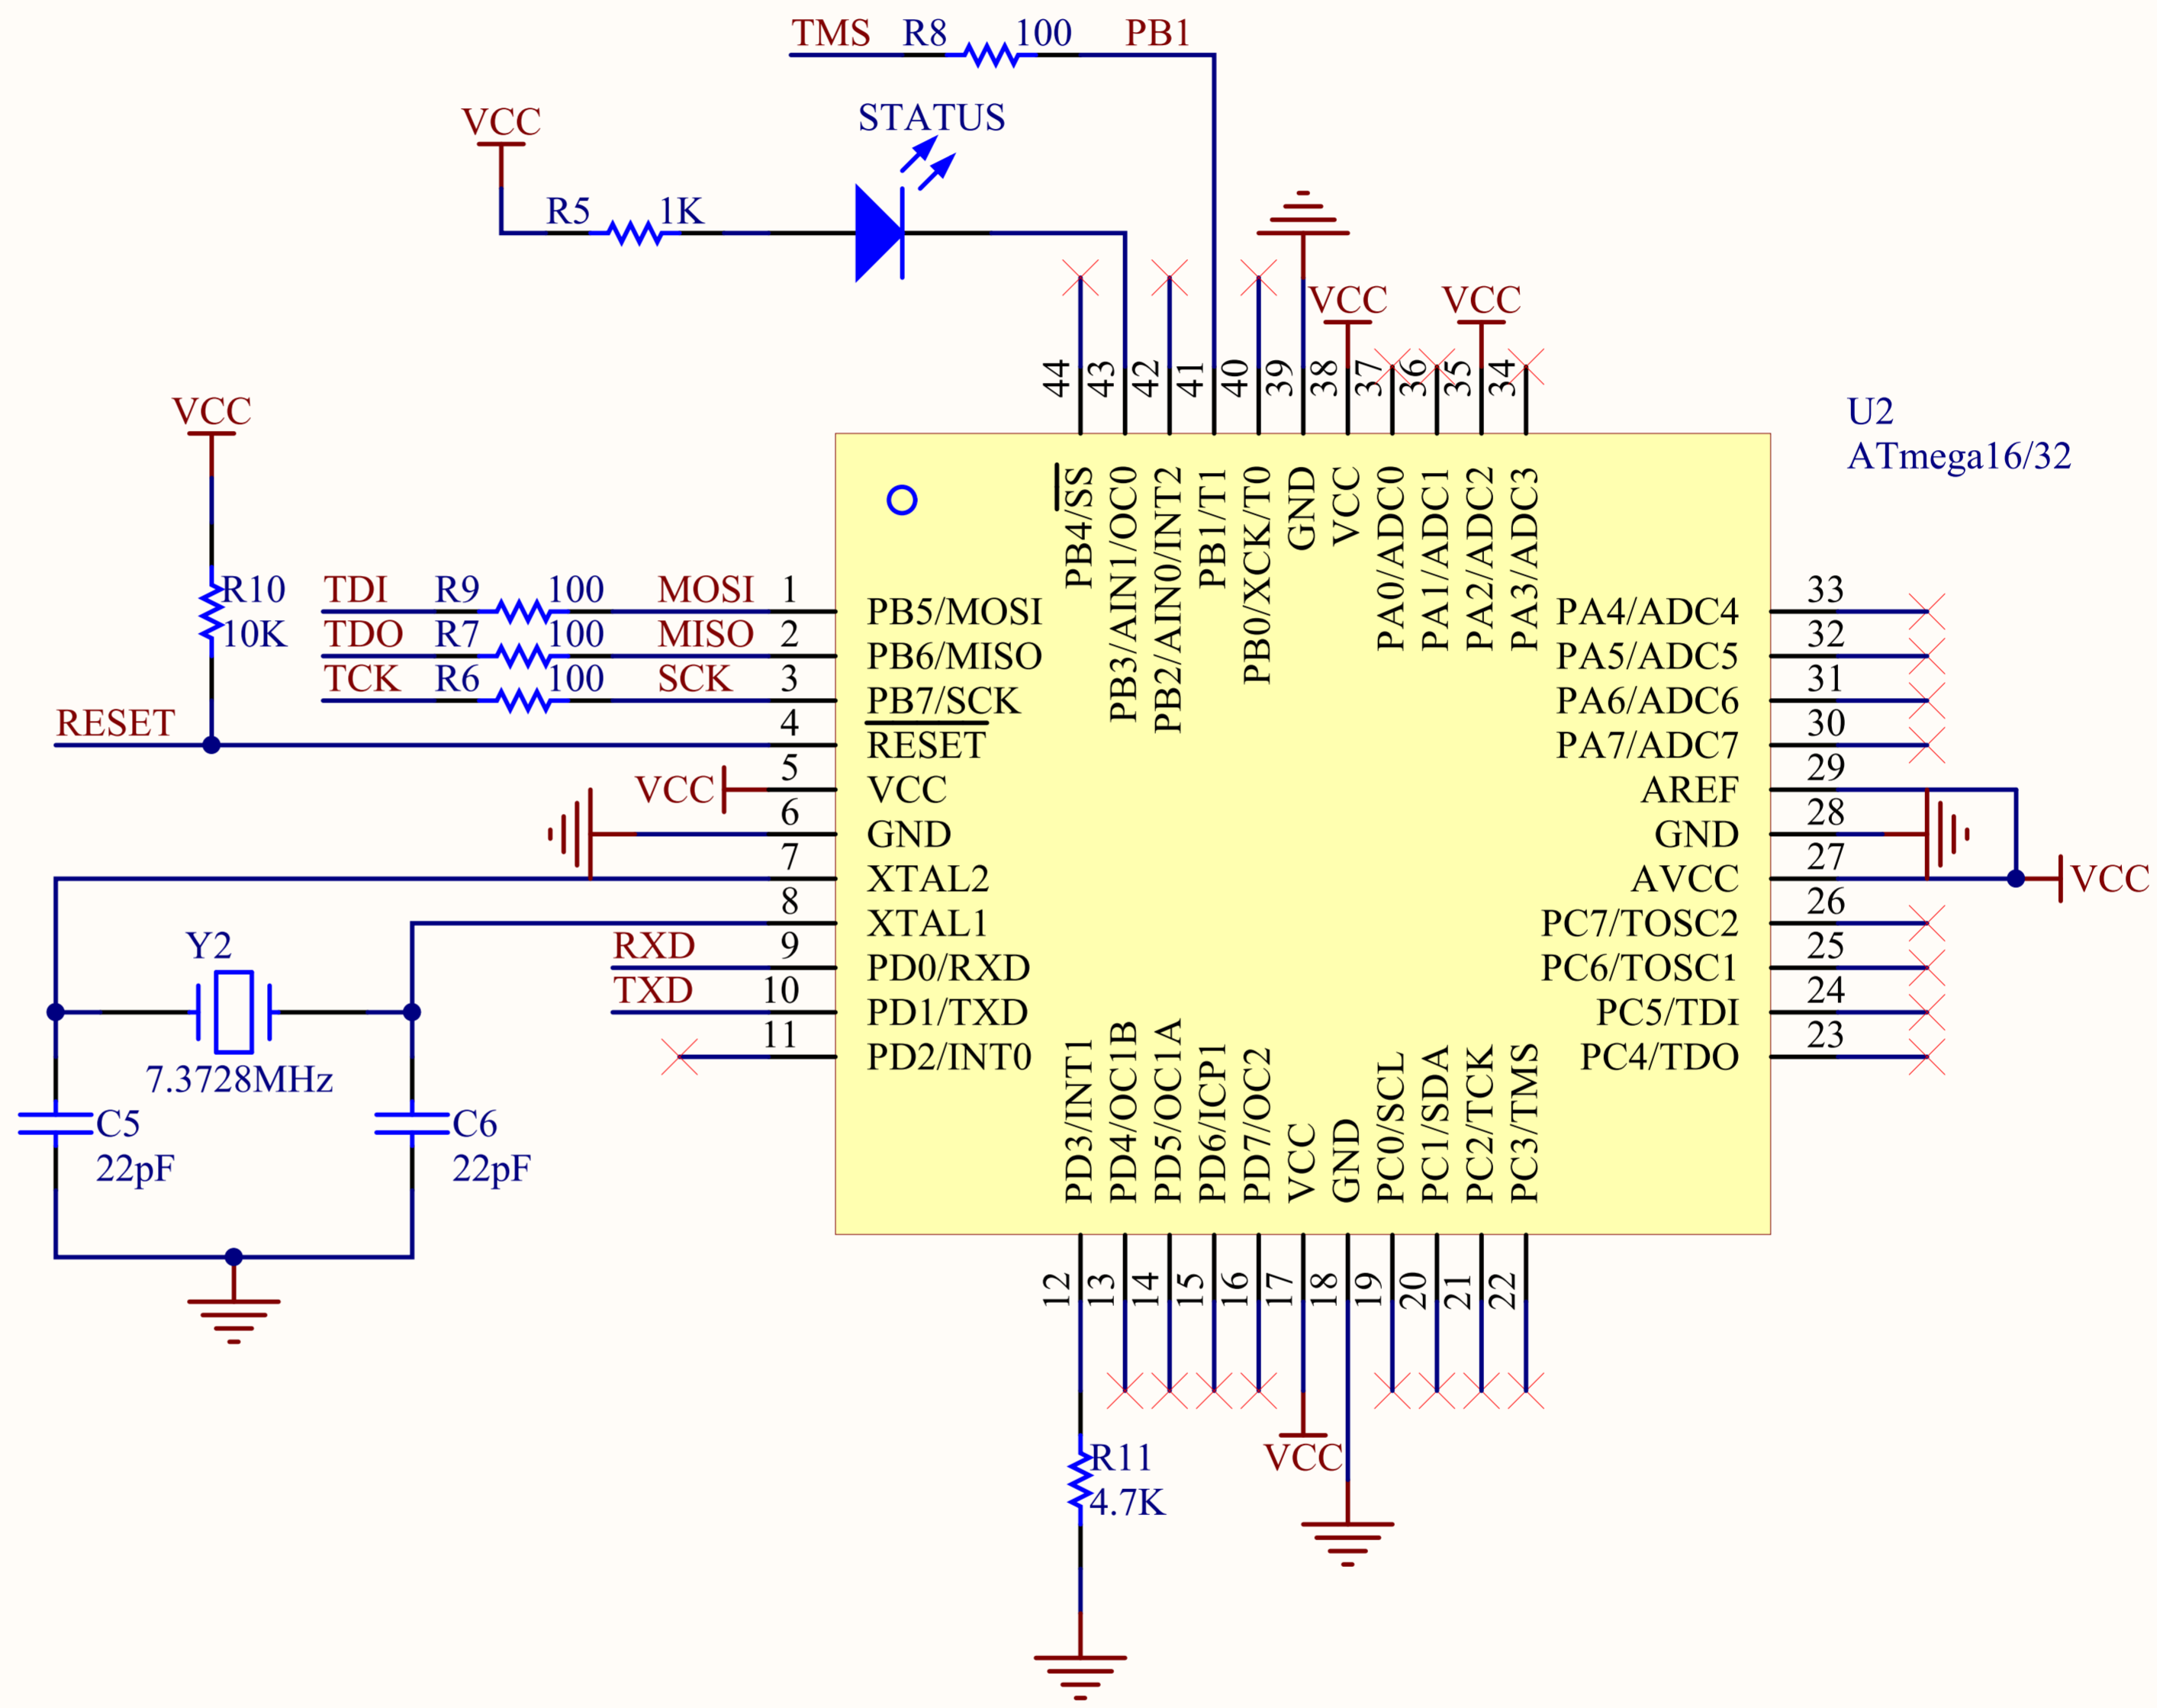 TMS R8 100 PB1
VCC
STATUS
R5 1K
VCC VCC
44 43 42 41 40 39 38 37 36 35 34
VCC
U2
ATmega16/32
PB4/SS PB3/AIN1/OC0 PB2/AIN0/INT2 PB1/T1 PB0/XCK/T0 GND VCC PA0/ADC0 PA1/ADC1 PA2/ADC2 PA3/ADC3
R10
10K
TDI R9 100 MOSI 1 PB5/MOSI
TDO R7 100 MISO 2 PB6/MISO
TCK R6 100 SCK 3 PB7/SCK
RESET 4 RESET
VCC 5 VCC
6 GND
7 XTAL2
8 XTAL1
RXD 9 PD0/RXD
TXD 10 PD1/TXD
11 PD2/INT0
PA4/ADC4 33
PA5/ADC5 32
PA6/ADC6 31
PA7/ADC7 30
AREF 29
GND 28
AVCC 27 VCC
PC7/TOSC2 26
PC6/TOSC1 25
PC5/TDI 24
PC4/TDO 23
Y2
7.3728MHz
C5
22pF
C6
22pF
PD3/INT1 PD4/OC1B PD5/OC1A PD6/ICP1 PD7/OC2 VCC GND PC0/SCL PC1/SDA PC2/TCK PC3/TMS
12 13 14 15 16 17 18 19 20 21 22
R11
4.7K
VCC